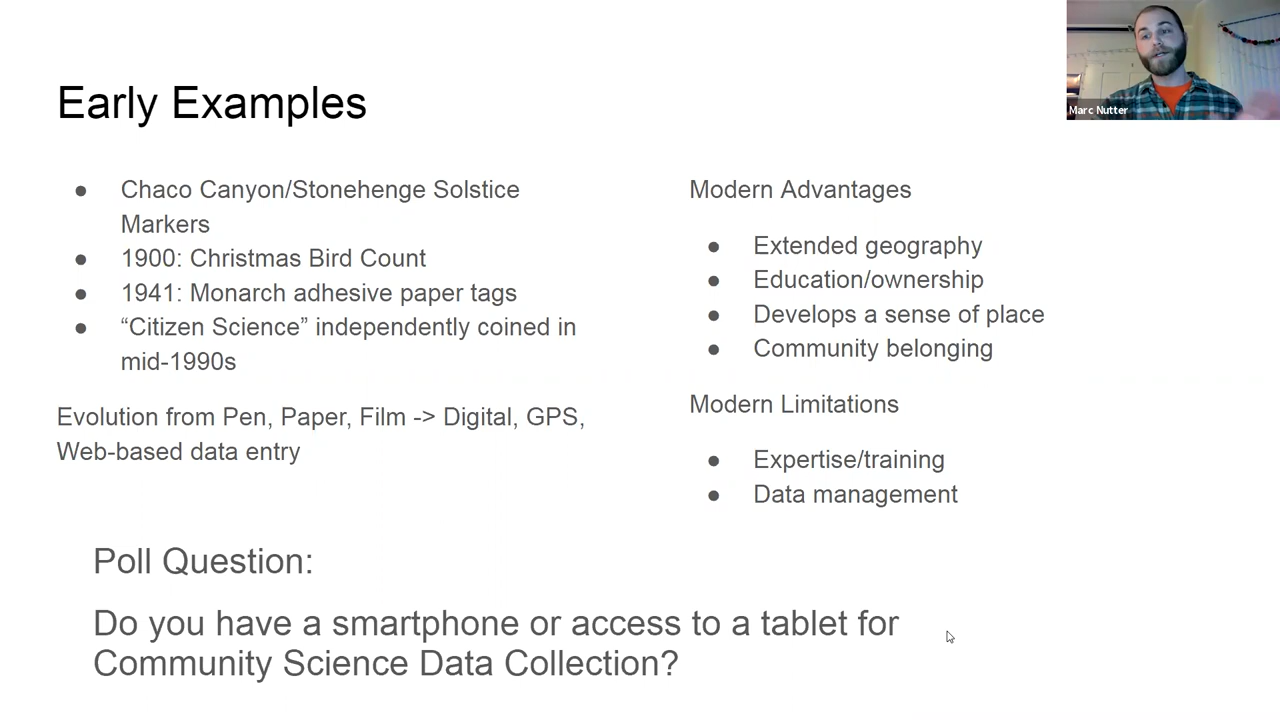 Early Examples
● Chaco Canyon/Stonehenge Solstice
Markers
● 1900: Christmas Bird Count
● 1941: Monarch adhesive paper tags
● “Citizen Science” independently coined in
mid-1990s
Evolution from Pen, Paper, Film -> Digital, GPS,
Web-based data entry
Modern Advantages
● Extended geography
● Education/ownership
● Develops a sense of place
● Community belonging
Modern Limitations
● Expertise/training
● Data management
Poll Question:
Do you have a smartphone or access to a tablet for
Community Science Data Collection?
Marc Nutter